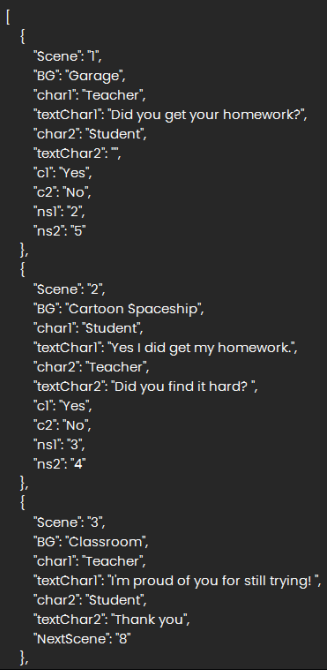 [
{
"Scene": "1",
"BG": "Garage",
"char1": "Teacher",
"textChar1": "Did you get your homework?",
"char2": "Student",
"textChar2": "",
"c1": "Yes",
"c2": "No",
"ns1": "2",
"ns2": "5"
},
{
"Scene": "2",
"BG": "Cartoon Spaceship",
"char1": "Student",
"textChar1": "Yes I did get my homework.",
"char2": "Teacher",
"textChar2": "Did you find it hard? ",
"c1": "Yes",
"c2": "No",
"ns1": "3",
"ns2": "4"
},
{
"Scene": "3",
"BG": "Classroom",
"char1": "Teacher",
"textChar1": "I'm proud of you for still trying! ",
"char2": "Student",
"textChar2": "Thank you",
"NextScene": "8"
},